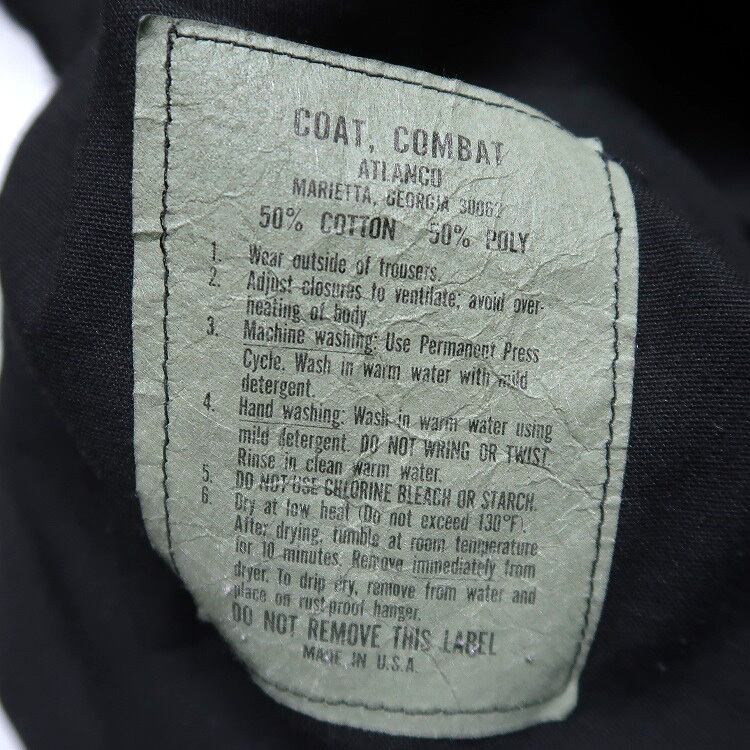 COAT, COMBAT
ATLANCO
MARIETTA, GEORGIA 30062
50% COTTON 50% POLY
1. Wear outside of trousers.
2. Adjust closures to ventilate; avoid over-
heating of body.
3. Machine washing: Use Permanent Press
Cycle. Wash in warm water with mild
detergent.
4. Hand washing: Wash in warm water using
mild detergent. DO NOT WRING OR TWIST
Rinse in clean warm water.
5. DO NOT USE CHLORINE BLEACH OR STARCH.
6. Dry at low heat (Do not exceed 130°F).
After drying, tumble at room temperature
for 10 minutes. Remove immediately from
dryer. To drip dry, remove from water and
place on rust-proof hanger.
DO NOT REMOVE THIS LABEL
MADE IN U.S.A.